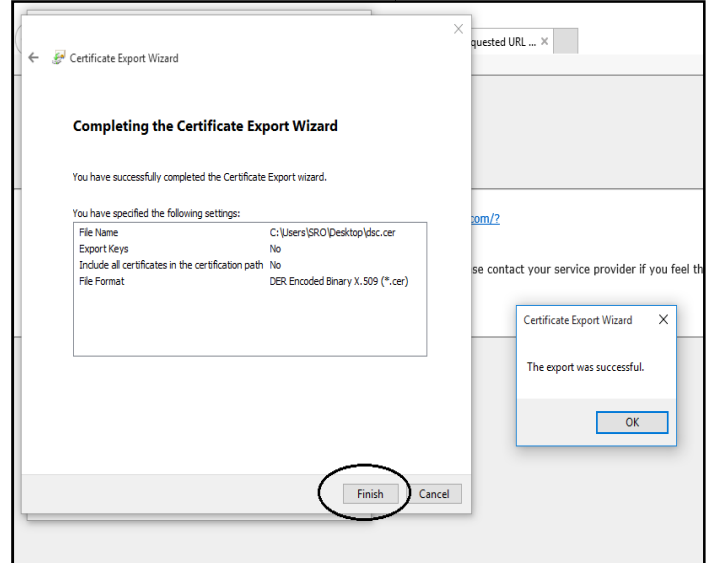 quested URL ...
Certificate Export Wizard
Completing the Certificate Export Wizard
You have successfully completed the Certificate Export wizard.
You have specified the following settings:
File Name C:\Users\SRO\Desktop\dsc.cer
Export Keys No
Include all certificates in the certification path No
File Format DER Encoded Binary X.509 (*.cer)
com/?
se contact your service provider if you feel th
Certificate Export Wizard
The export was successful.
OK
Finish Cancel